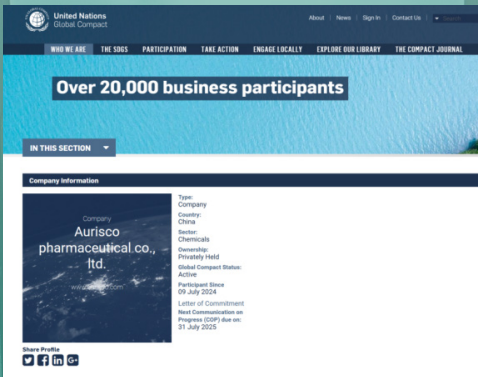 United Nations
Global Compact
About | News | Sign In | Contact Us | Search
WHO WE ARE THE SDGS PARTICIPATION TAKE ACTION ENGAGE LOCALLY EXPLORE OUR LIBRARY THE COMPACT JOURNAL
Over 20,000 business participants
IN THIS SECTION
Company Information
Company
Aurisco
pharmaceutical.co.,
ltd.
Type:
Company
Country:
China
Sector:
Chemicals
Ownership:
Privately Held
Global Compact Status:
Active
Participant Since
09 July 2024
Letter of Commitment
Next Communication on
Progress (COP) due on:
31 July 2025
Share Profile